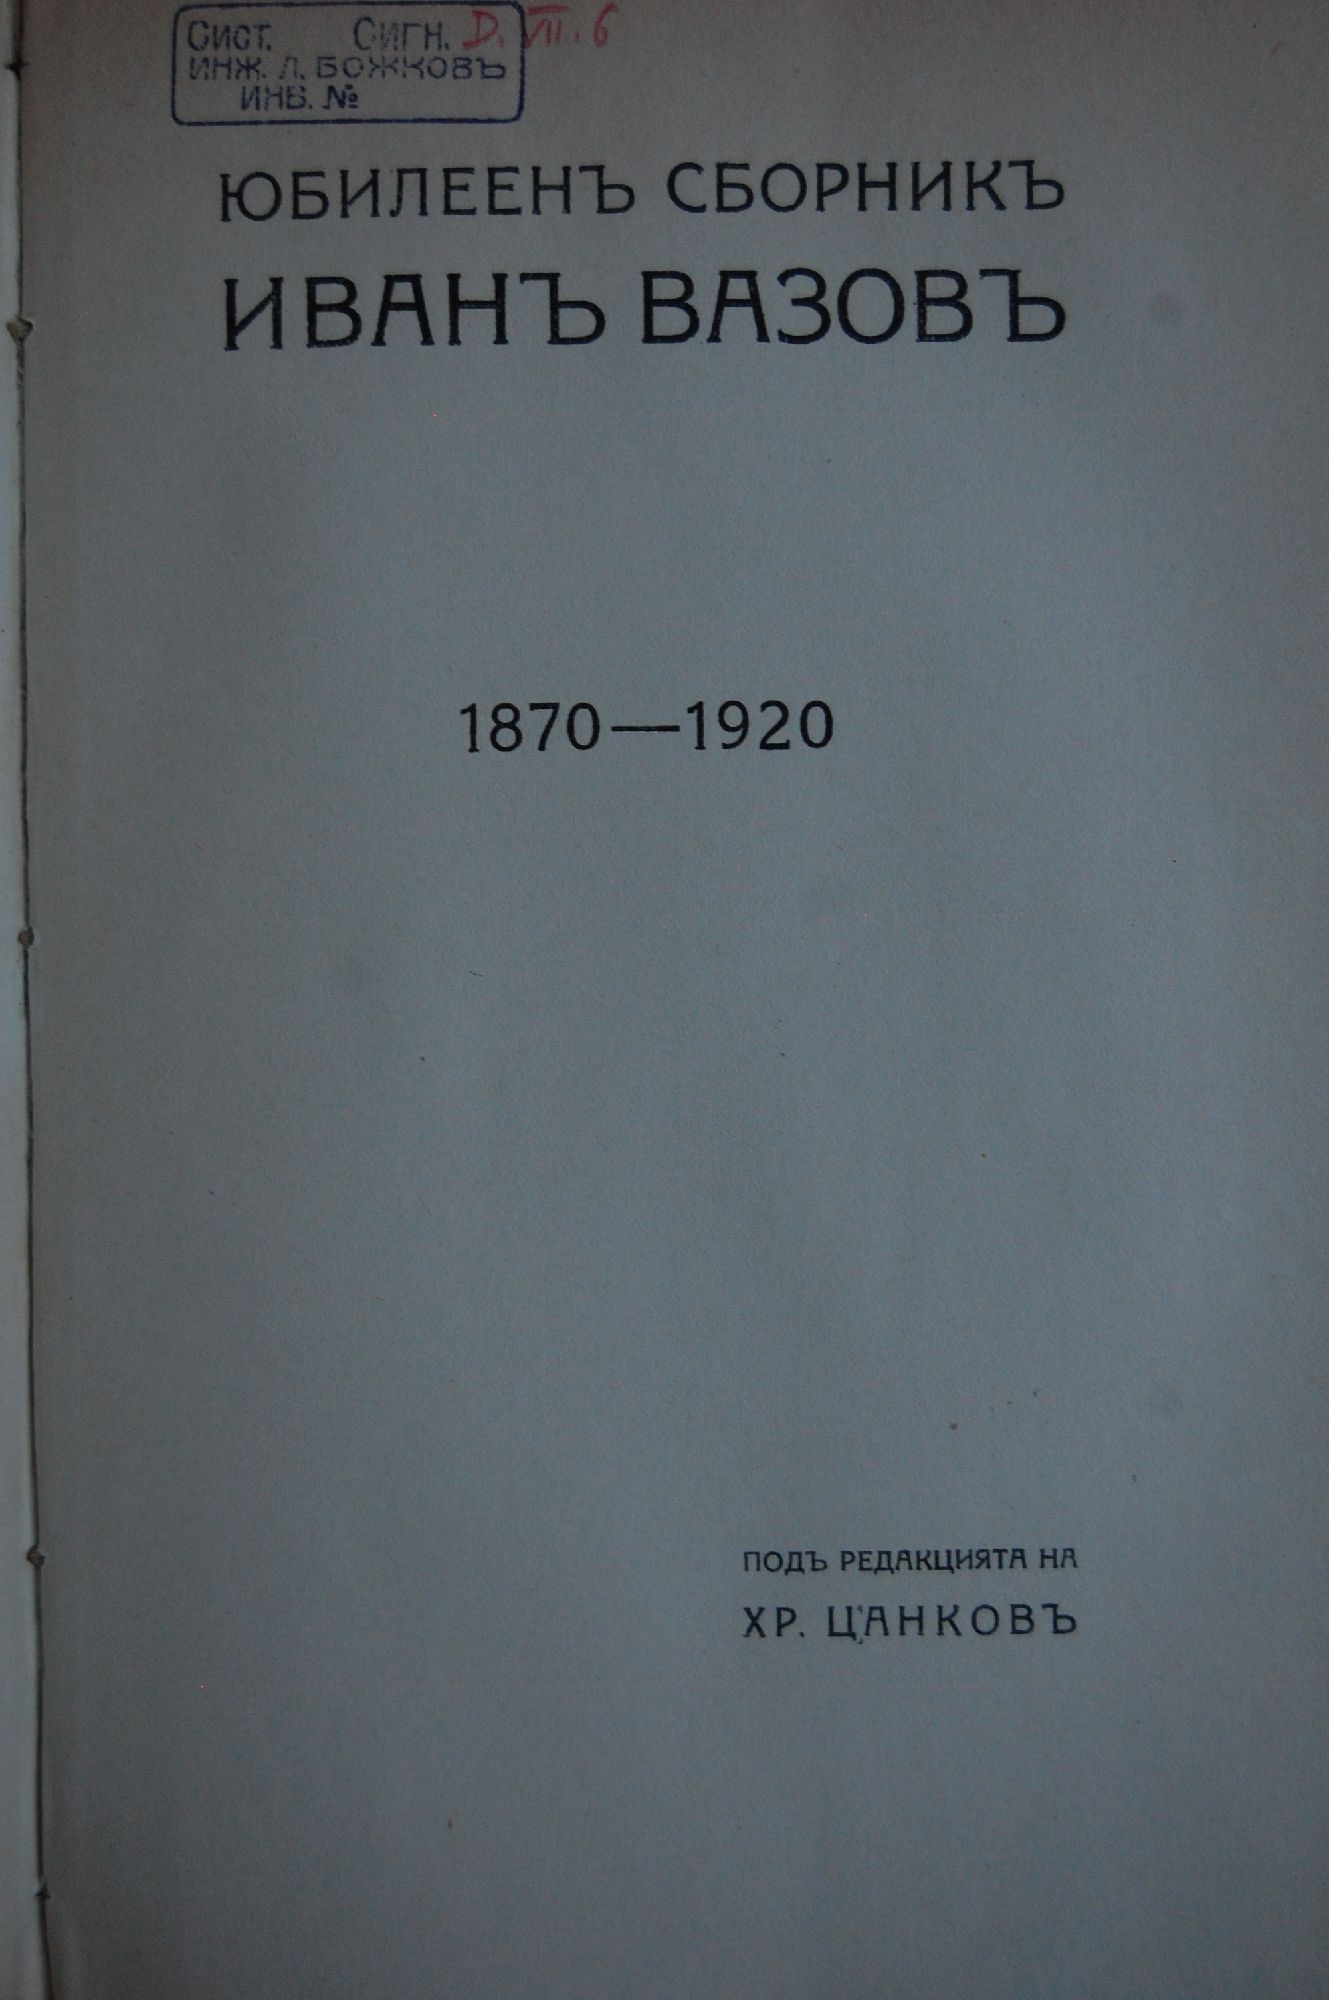 Сист. Сигн. D. VII. 6
ИНЖ. Л. БОЖКОВЪ
ИНВ. №
ЮБИЛЕЕНЪ СБОРНИКЪ
ИВАНЪ ВАЗОВЪ
1870—1920
ПОДЪ РЕДАКЦИЯТА НА
ХР. ЦАНКОВЪ